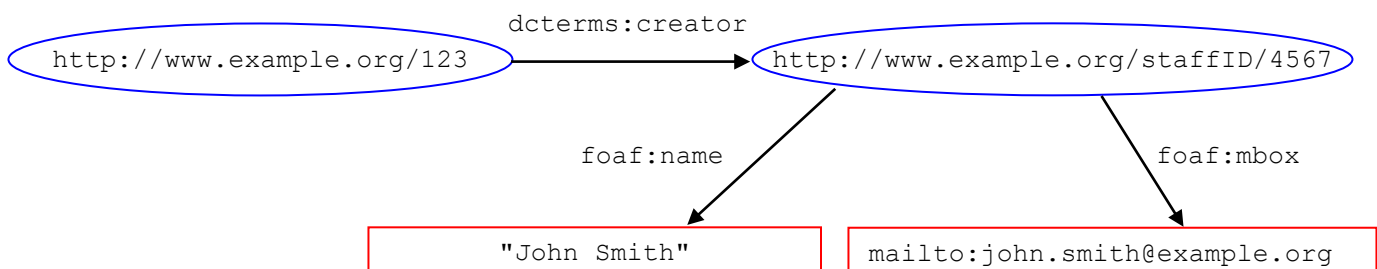 dcterms:creator
http://www.example.org/123
http://www.example.org/staffID/4567
foaf:name
foaf:mbox
"John Smith"
mailto:john.smith@example.org